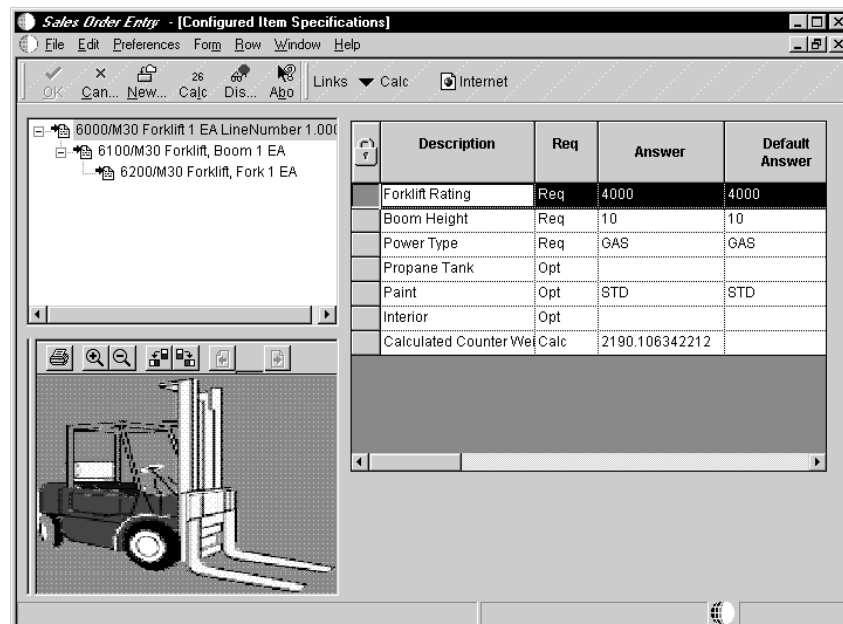 Sales Order Entry - [Configured Item Specifications]
File Edit Preferences Form Row Window Help
OK Can... New... Calc Dis... Abo Links Calc Internet
26
6000/M30 Forklift 1 EA LineNumber 1.00(
6100/M30 Forklift, Boom 1 EA
6200/M30 Forklift, Fork 1 EA
Description Req Answer Default Answer
Forklift Rating Req 4000 4000
Boom Height Req 10 10
Power Type Req GAS GAS
Propane Tank Opt
Paint Opt STD STD
Interior Opt
Calculated Counter Wei Calc 2190.106342212